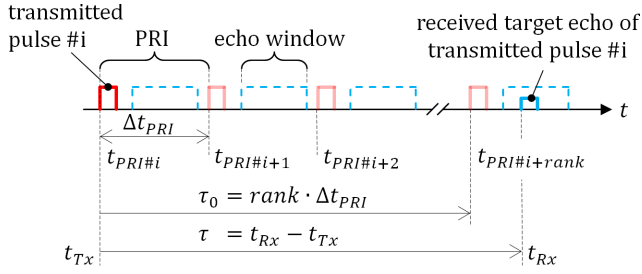 transmitted
pulse #i
PRI
echo window
received target echo of
transmitted pulse #i
t
Δt_PRI
t_PRI#i
t_PRI#i+1
t_PRI#i+2
t_PRI#i+rank
τ_0 = rank · Δt_PRI
τ = t_Rx − t_Tx
t_Tx
t_Rx